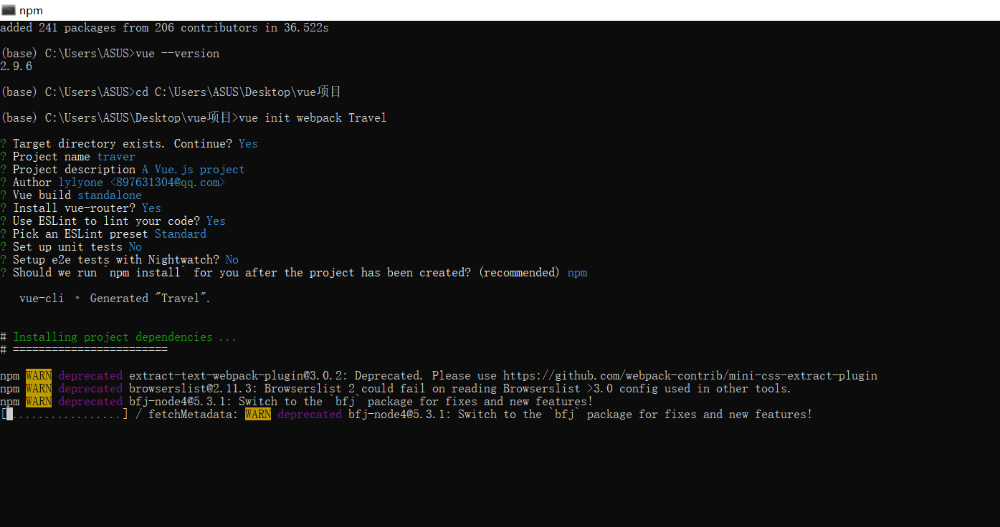 npm
added 241 packages from 206 contributors in 36.522s
(base) C:\Users\ASUS>vue --version
2.9.6
(base) C:\Users\ASUS>cd C:\Users\ASUS\Desktop\vue项目
(base) C:\Users\ASUS\Desktop\vue项目>vue init webpack Travel
? Target directory exists. Continue? Yes
? Project name traver
? Project description A Vue.js project
? Author lylyone <897631304@qq.com>
? Vue build standalone
? Install vue-router? Yes
? Use ESLint to lint your code? Yes
? Pick an ESLint preset Standard
? Set up unit tests No
? Setup e2e tests with Nightwatch? No
? Should we run `npm install` for you after the project has been created? (recommended) npm
vue-cli · Generated "Travel".
# Installing project dependencies ...
# ========================
npm WARN deprecated extract-text-webpack-plugin@3.0.2: Deprecated. Please use https://github.com/webpack-contrib/mini-css-extract-plugin
npm WARN deprecated browserslist@2.11.3: Browserslist 2 could fail on reading Browserslist >3.0 config used in other tools.
npm WARN deprecated bfj-node4@5.3.1: Switch to the `bfj` package for fixes and new features!
[.................] / fetchMetadata: WARN deprecated bfj-node4@5.3.1: Switch to the `bfj` package for fixes and new features!